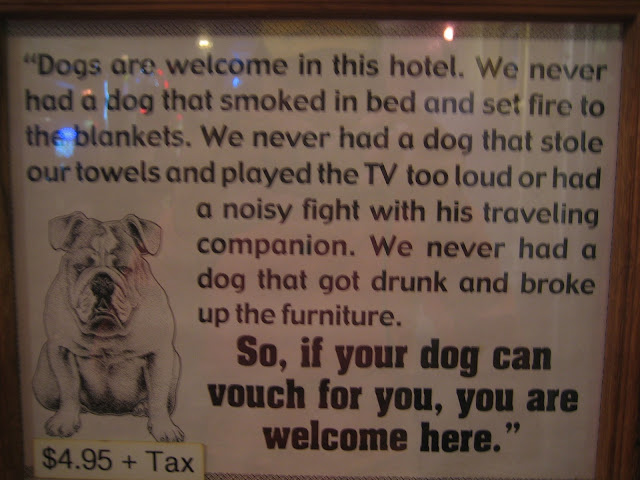 “Dogs are welcome in this hotel. We never
had a dog that smoked in bed and set fire to
the blankets. We never had a dog that stole
our towels and played the TV too loud or had
a noisy fight with his traveling
companion. We never had a
dog that got drunk and broke
up the furniture.
So, if your dog can
vouch for you, you are
welcome here.”
$4.95 + Tax